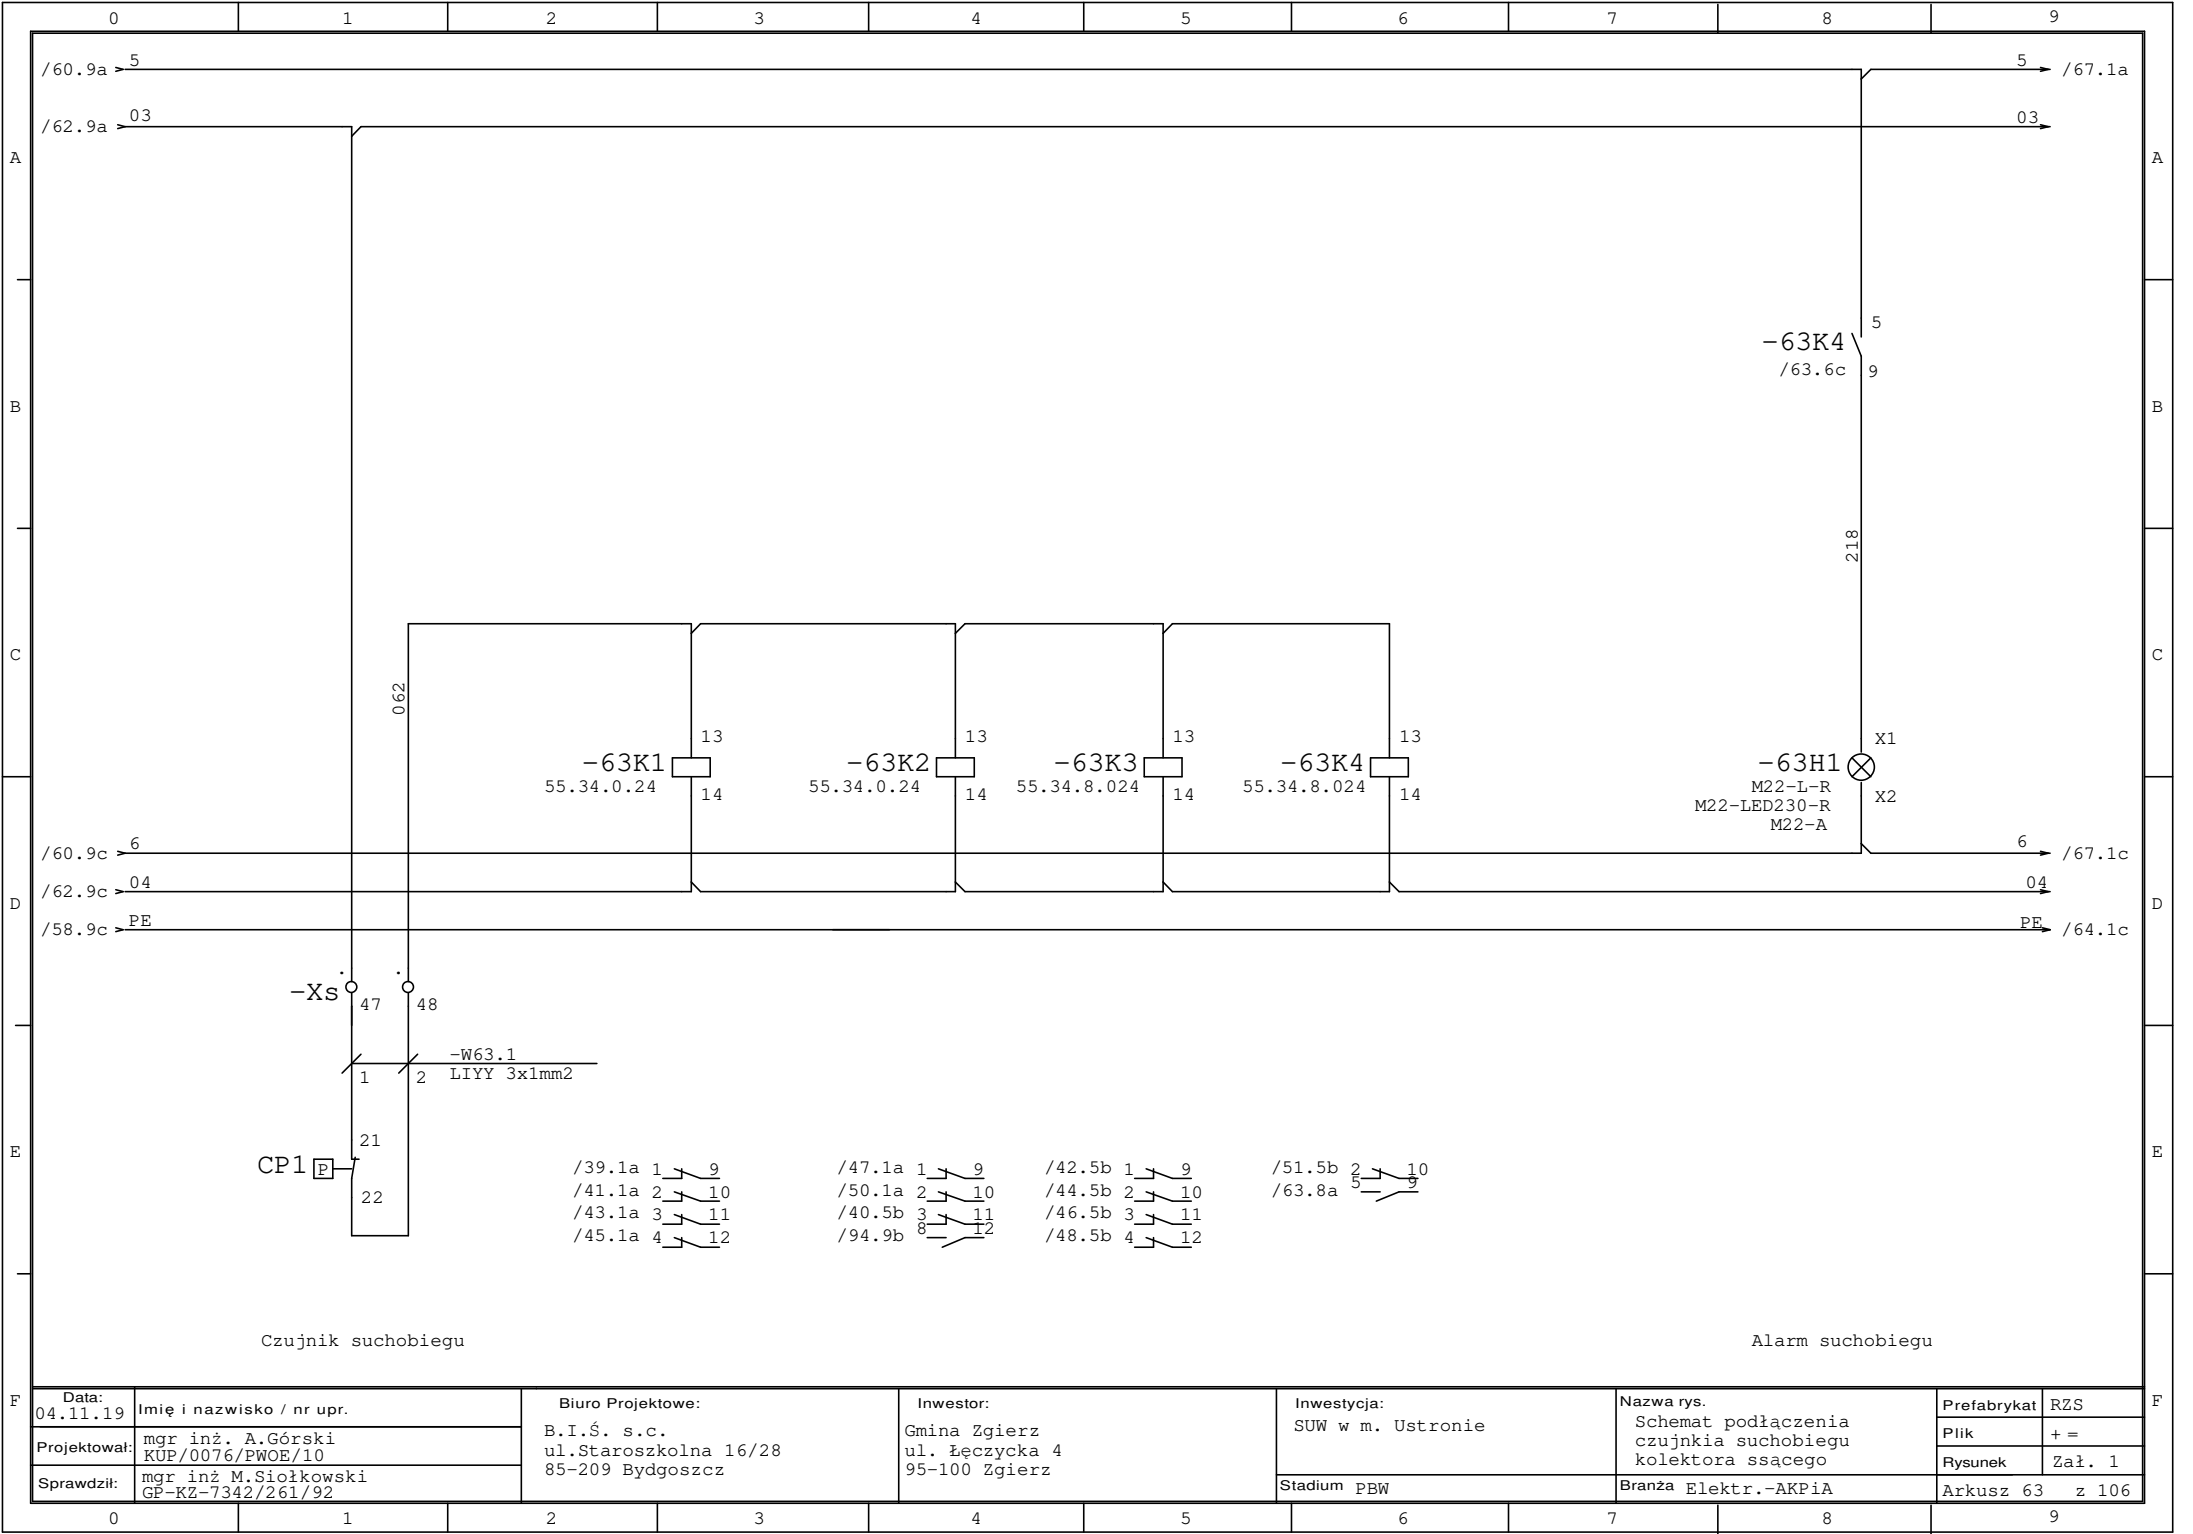 0 1 2 3 4 5 6 7 8 9
/60.9a 5 5 /67.1a
/62.9a 03 03
A A
5
-63K4
/63.6c 9
B B
218
C C
062
13 13 13 13 X1
-63K1 -63K2 -63K3 -63K4 -63H1
55.34.0.24 55.34.0.24 55.34.8.024 55.34.8.024 M22-L-R
14 14 14 14 X2
M22-LED230-R
M22-A
/60.9c 6 6 /67.1c
/62.9c 04 04
D D
/58.9c PE PE /64.1c
-Xs 47 48
-W63.1
1 2 LIYY 3x1mm2
21
E E
CP1 P
22
/39.1a 1 9 /47.1a 1 9 /42.5b 1 9 /51.5b 2 10
/41.1a 2 10 /50.1a 2 10 /44.5b 2 10 /63.8a 5 9
/43.1a 3 11 /40.5b 3 11 /46.5b 3 11
/45.1a 4 12 /94.9b 8 12 /48.5b 4 12
Czujnik suchobiegu Alarm suchobiegu
F F
Data:
04.11.19
Imię i nazwisko / nr upr.
Projektował:
mgr inż. A.Górski
KUP/0076/PWOE/10
Sprawdził:
mgr inż M.Siołkowski
GP-KZ-7342/261/92
Biuro Projektowe:
B.I.Ś. s.c.
ul.Staroszkolna 16/28
85-209 Bydgoszcz
Inwestor:
Gmina Zgierz
ul. Łęczycka 4
95-100 Zgierz
Inwestycja:
SUW w m. Ustronie
Stadium PBW
Nazwa rys.
Schemat podłączenia
czujnkia suchobiegu
kolektora ssącego
Branża Elektr.-AKPiA
Prefabrykat RZS
Plik + =
Rysunek Zał. 1
Arkusz 63 z 106
0 1 2 3 4 5 6 7 8 9